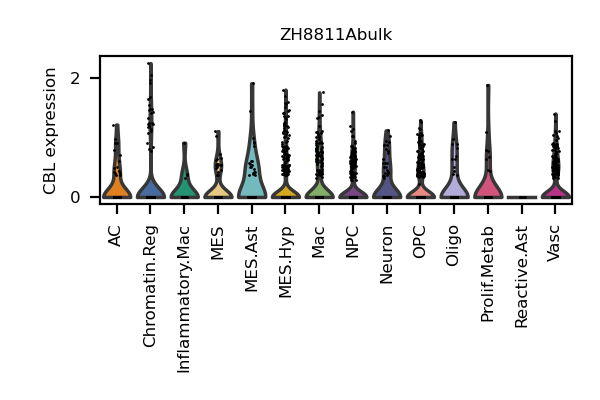 ZH8811Abulk
CBL expression
2
0
AC
Chromatin.Reg
Inflammatory.Mac
MES
MES.Ast
MES.Hyp
Mac
NPC
Neuron
OPC
Oligo
Prolif.Metab
Reactive.Ast
Vasc